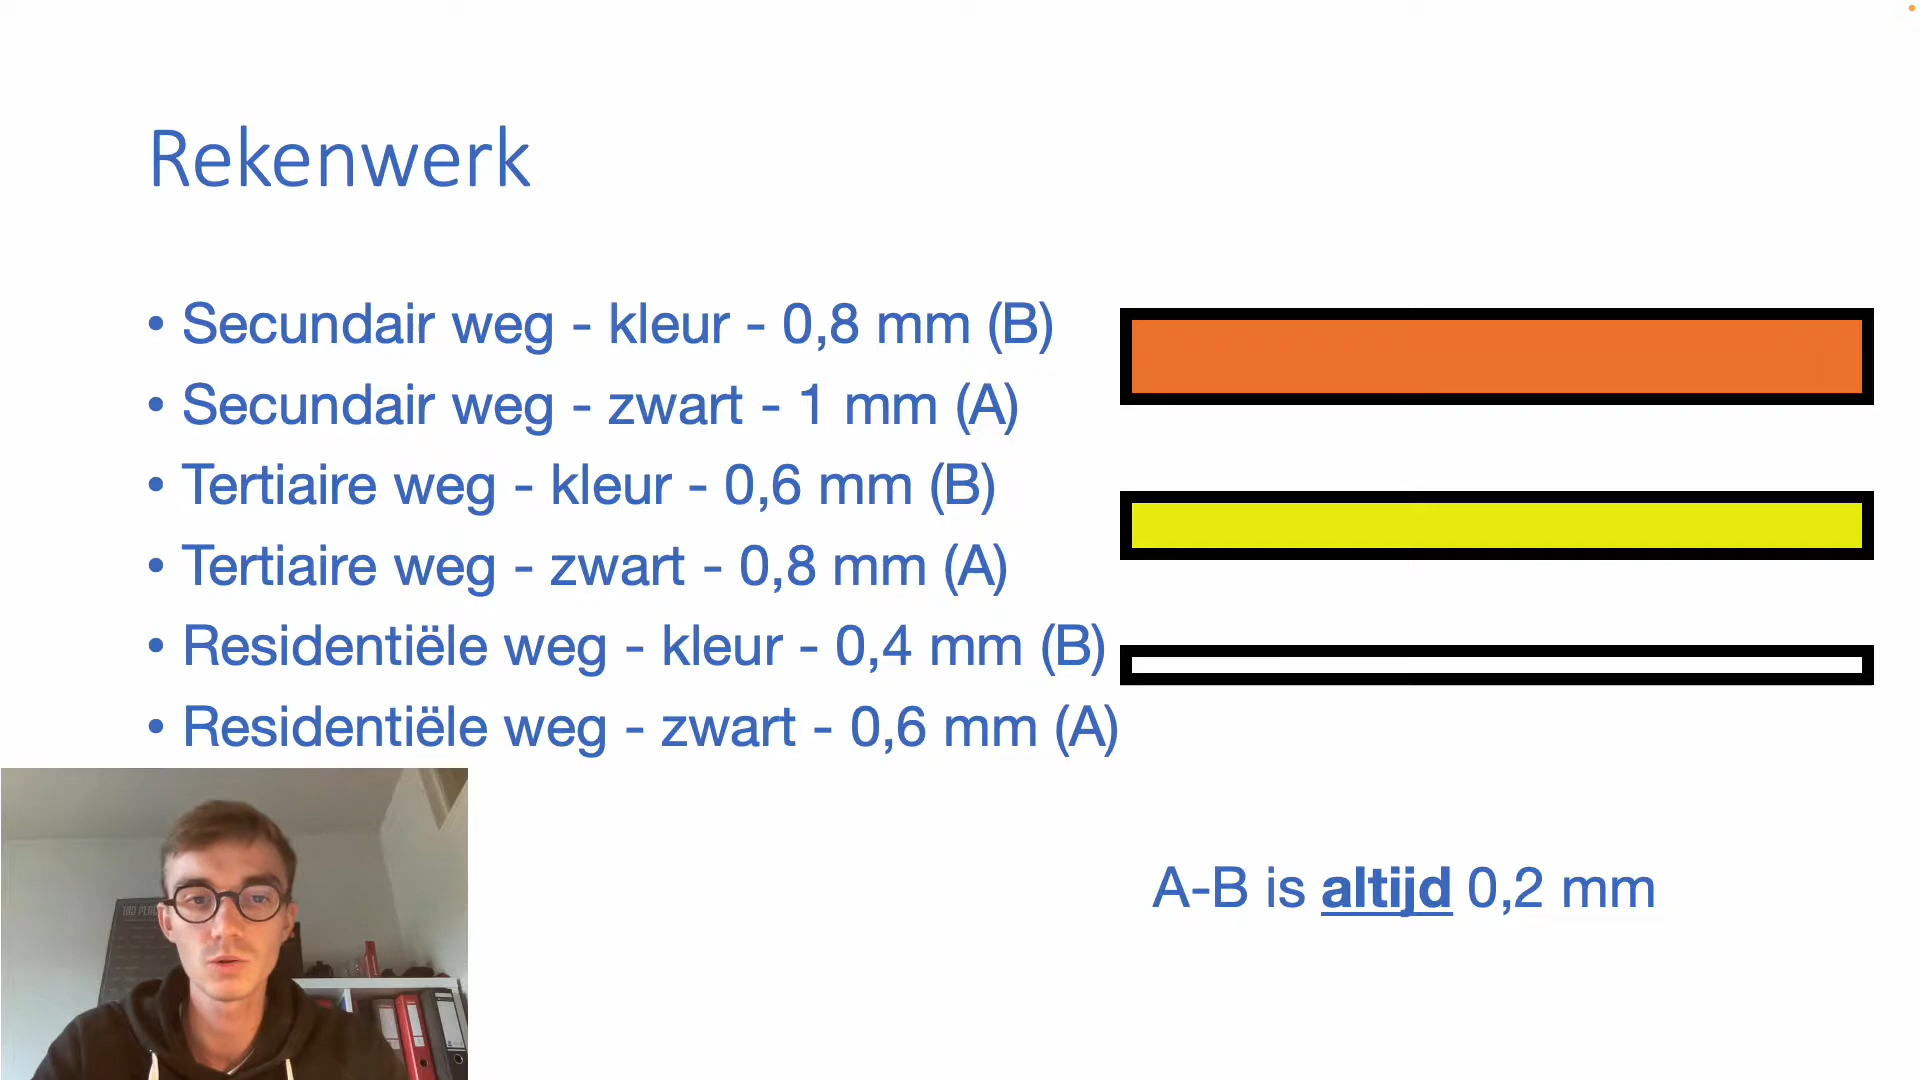 Rekenwerk
• Secundair weg - kleur - 0,8 mm (B)
• Secundair weg - zwart - 1 mm (A)
• Tertiaire weg - kleur - 0,6 mm (B)
• Tertiaire weg - zwart - 0,8 mm (A)
• Residentiële weg - kleur - 0,4 mm (B)
• Residentiële weg - zwart - 0,6 mm (A)
A-B is altijd 0,2 mm